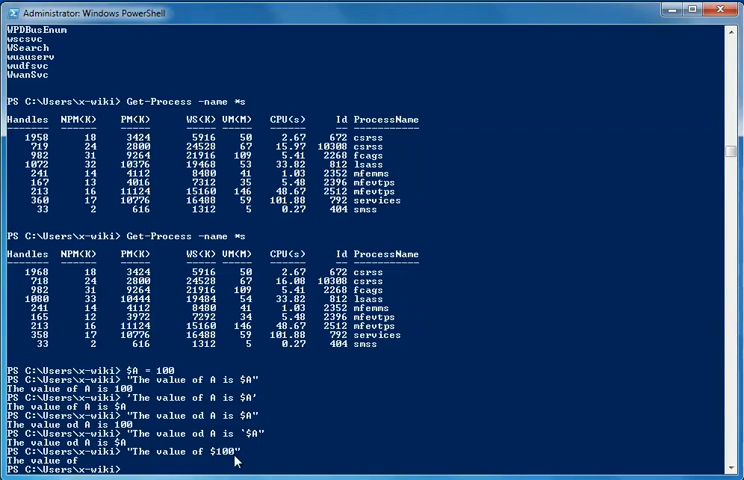 Administrator: Windows PowerShell
WPDBusEnum
wscsvc
WSearch
wuauserv
wudfsvc
WwanSvc
PS C:\Users\x-wiki> Get-Process -name *s
Handles NPM(K) PM(K) WS(K) VM(M) CPU(s) Id ProcessName
------- ------ ----- ----- ----- ------ -- -----------
1958 18 3424 5916 50 2.67 672 csrss
719 24 2800 24528 67 15.97 10308 csrss
982 31 9264 21916 109 5.41 2268 fcags
1072 32 10376 19468 53 33.82 812 lsass
241 14 4112 8480 41 1.03 2352 mfemms
167 13 4016 7312 35 5.48 2396 mfevtps
213 16 11124 15160 146 48.67 2512 mfevtps
360 17 10776 16488 59 101.88 792 services
33 2 616 1312 5 0.27 404 smss
PS C:\Users\x-wiki> Get-Process -name *s
Handles NPM(K) PM(K) WS(K) VM(M) CPU(s) Id ProcessName
------- ------ ----- ----- ----- ------ -- -----------
1968 18 3424 5916 50 2.67 672 csrss
718 24 2800 24528 67 16.08 10308 csrss
982 31 9264 21916 109 5.41 2268 fcags
1080 33 10444 19484 54 33.82 812 lsass
241 14 4112 8480 41 1.03 2352 mfemms
165 12 3972 7292 34 5.48 2396 mfevtps
213 16 11124 15160 146 48.67 2512 mfevtps
358 17 10776 16488 59 101.88 792 services
33 2 616 1312 5 0.27 404 smss
PS C:\Users\x-wiki> $A = 100
PS C:\Users\x-wiki> "The value of A is $A"
The value of A is 100
PS C:\Users\x-wiki> 'The value of A is $A'
The value of A is $A
PS C:\Users\x-wiki> "The value od A is $A"
The value od A is 100
PS C:\Users\x-wiki> "The value od A is `$A"
The value od A is $A
PS C:\Users\x-wiki> "The value of $100"
The value of
PS C:\Users\x-wiki>